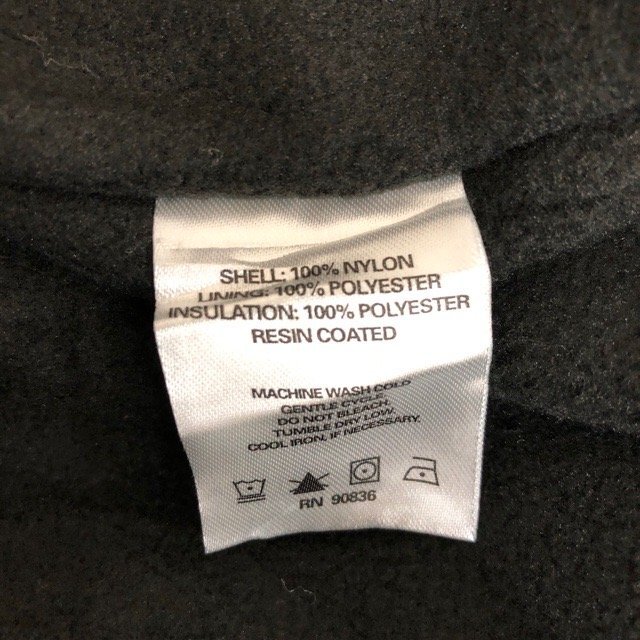 SHELL: 100% NYLON
LINING: 100% POLYESTER
INSULATION: 100% POLYESTER
RESIN COATED
MACHINE WASH COLD
GENTLE CYCLE.
DO NOT BLEACH.
TUMBLE DRY LOW.
COOL IRON, IF NECESSARY.
RN 90836